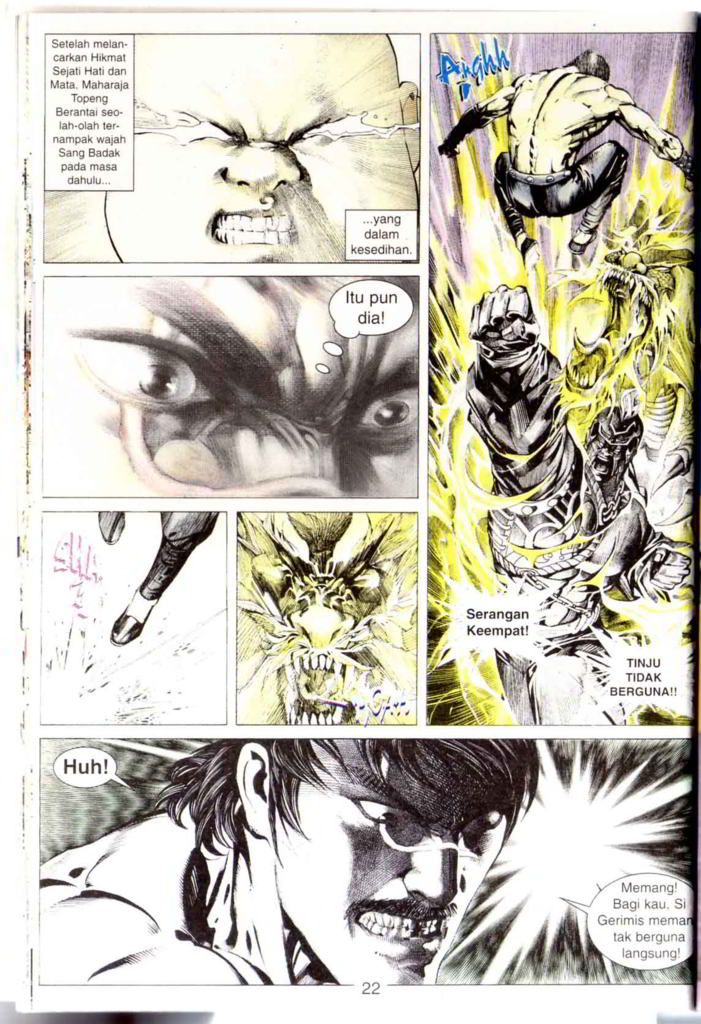 Setelah melan-
carkan Hikmat
Sejati Hati dan
Mata, Maharaja
Topeng
Berantai seo-
lah-olah ter-
nampak wajah
Sang Badak
pada masa
dahulu...
...yang
dalam
kesedihan.
Itu pun
dia!
Arghh
Serangan
Keempat!
TINJU
TIDAK
BERGUNA!!
Huh!
Memang!
Bagi kau, Si
Gerimis
tak berguna
langsung!
22